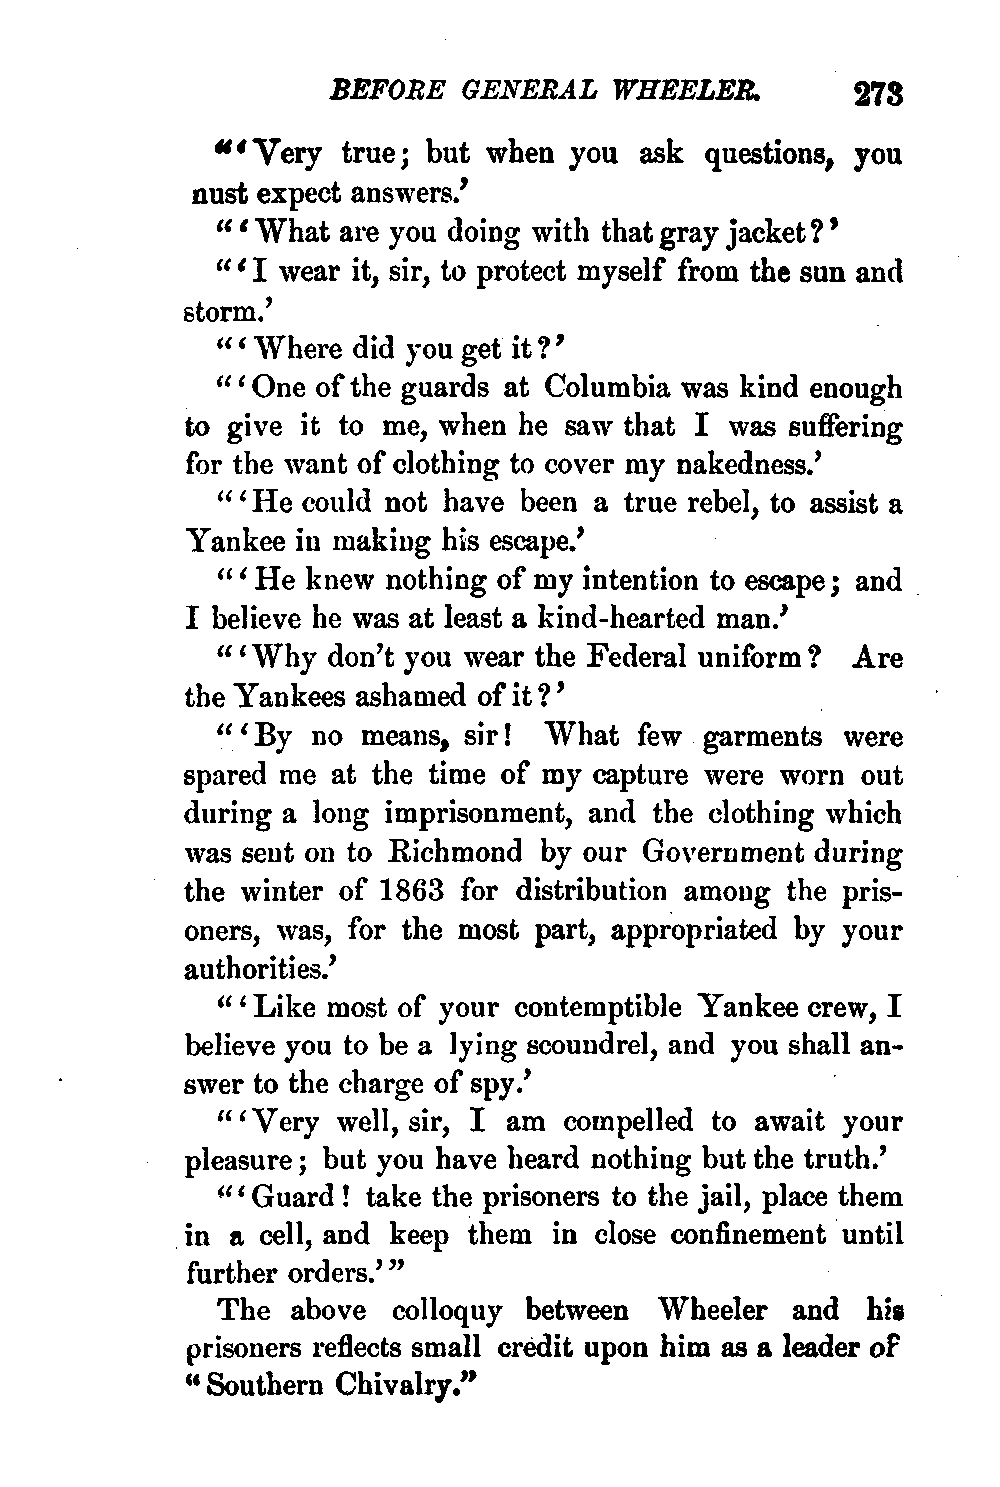 BEFORE GENERAL WHEELER. 273
"'Very true; but when you ask questions, you
nust expect answers.'
"'What are you doing with that gray jacket?'
"'I wear it, sir, to protect myself from the sun and
storm.'
"'Where did you get it?'
"'One of the guards at Columbia was kind enough
to give it to me, when he saw that I was suffering
for the want of clothing to cover my nakedness.'
"'He could not have been a true rebel, to assist a
Yankee in making his escape.'
"'He knew nothing of my intention to escape; and
I believe he was at least a kind-hearted man.'
"'Why don't you wear the Federal uniform? Are
the Yankees ashamed of it?'
"'By no means, sir! What few garments were
spared me at the time of my capture were worn out
during a long imprisonment, and the clothing which
was sent on to Richmond by our Government during
the winter of 1863 for distribution among the pris-
oners, was, for the most part, appropriated by your
authorities.'
"'Like most of your contemptible Yankee crew, I
believe you to be a lying scoundrel, and you shall an-
swer to the charge of spy.'
"'Very well, sir, I am compelled to await your
pleasure; but you have heard nothing but the truth.'
"'Guard! take the prisoners to the jail, place them
in a cell, and keep them in close confinement until
further orders.'"
The above colloquy between Wheeler and his
prisoners reflects small credit upon him as a leader of
"Southern Chivalry."